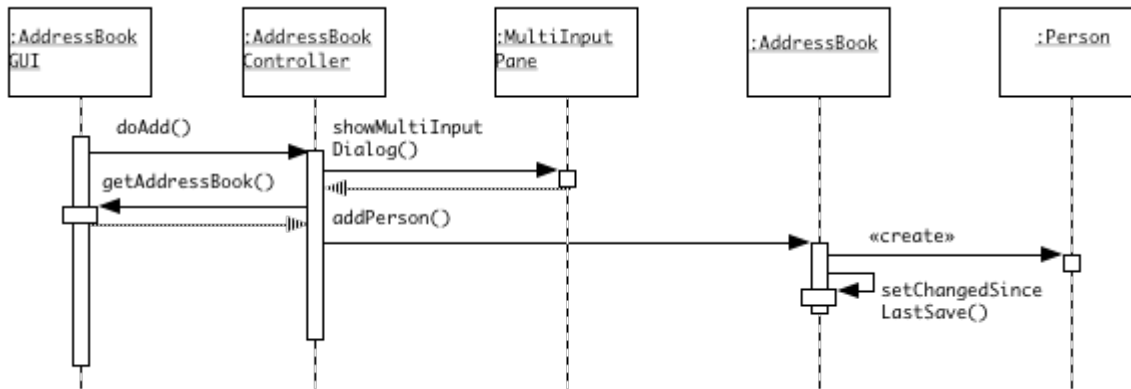 :AddressBook
GUI
:AddressBook
Controller
:MultiInput
Pane
:AddressBook
:Person
doAdd()
showMultiInput
Dialog()
getAddressBook()
addPerson()
«create»
setChangedSince
LastSave()